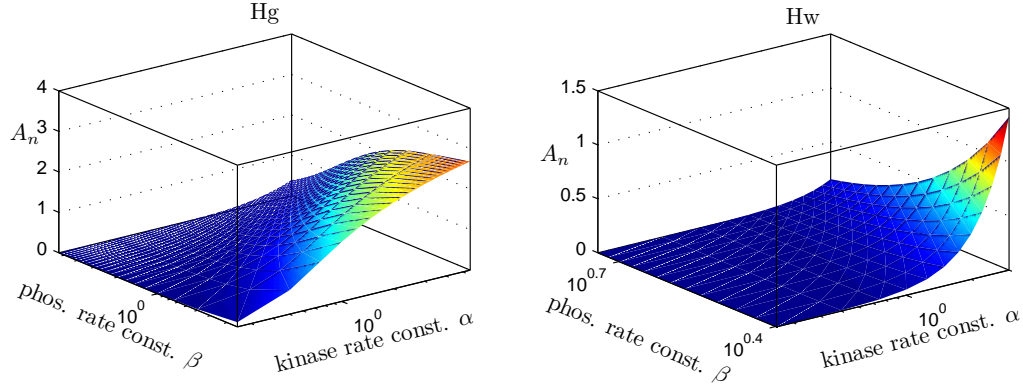 Hg
4
3
2
1
0
A_n
10^0
phos. rate const. β
10^0
kinase rate const. α
Hw
1.5
1
0.5
0
A_n
10^0.7
10^0.4
phos. rate const. β
10^0
kinase rate const. α